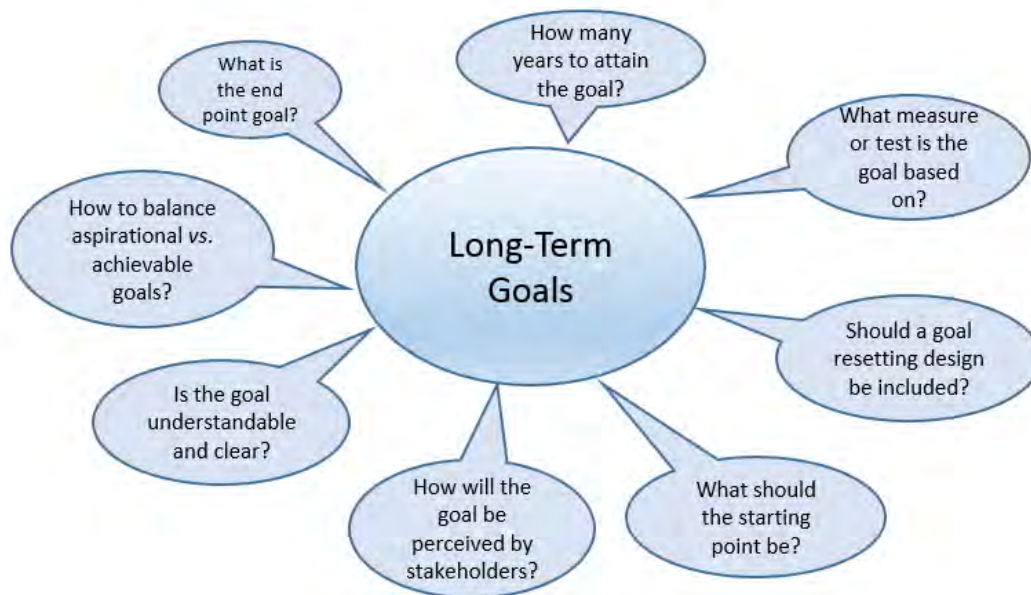 How many
years to attain
the goal?
What is
the end
point goal?
What measure
or test is the
goal based
on?
How to balance
aspirational vs.
achievable
goals?
Long-Term
Goals
Should a goal
resetting design
be included?
Is the goal
understandable
and clear?
How will the
goal be
perceived by
stakeholders?
What should
the starting
point be?